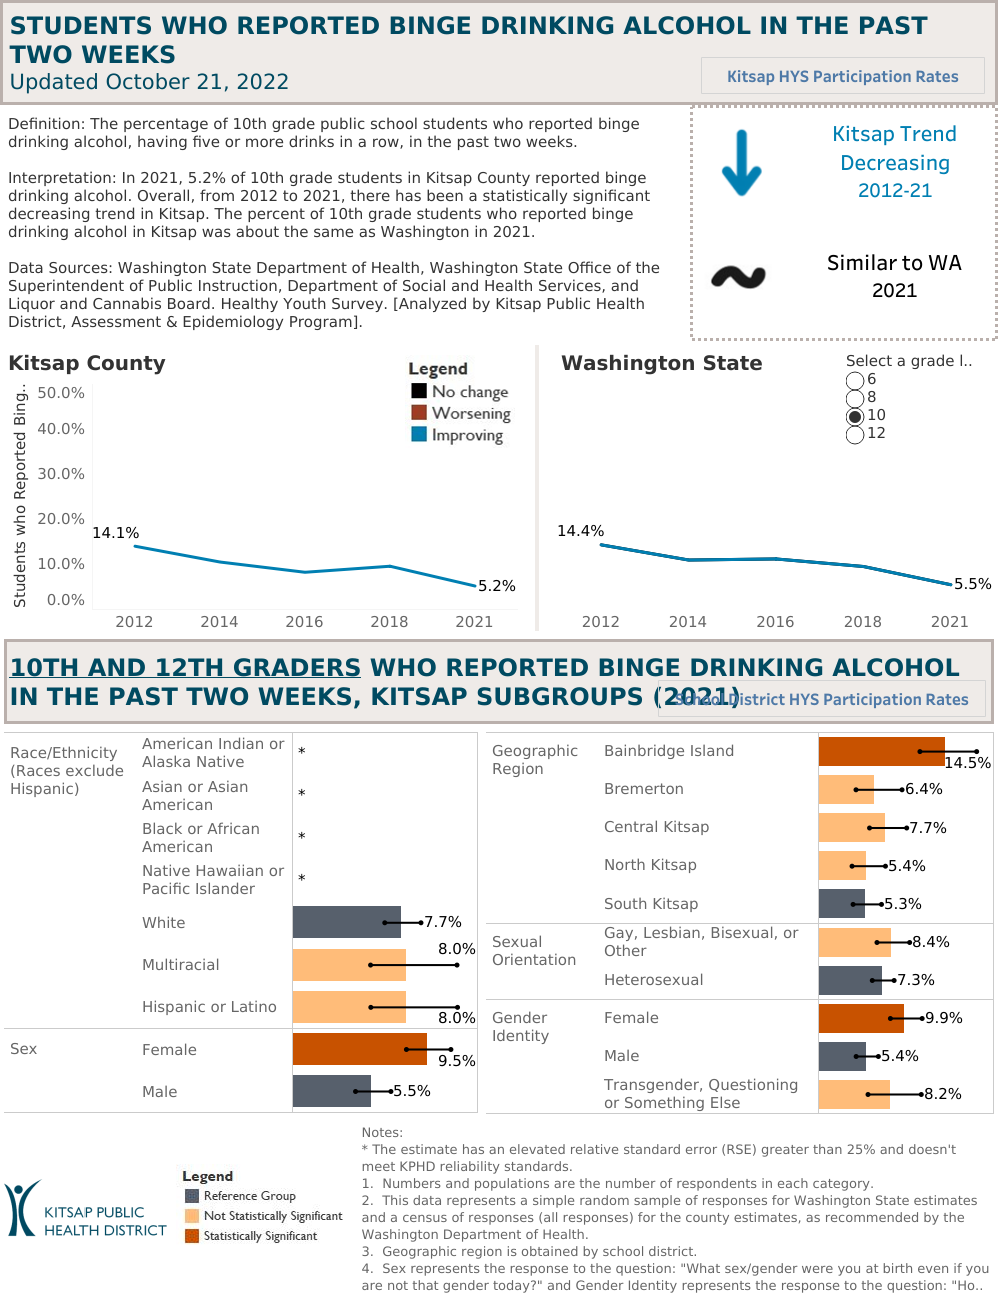 STUDENTS WHO REPORTED BINGE DRINKING ALCOHOL IN THE PAST
TWO WEEKS
Updated October 21, 2022
Kitsap HYS Participation Rates
Definition: The percentage of 10th grade public school students who reported binge
drinking alcohol, having five or more drinks in a row, in the past two weeks.
Interpretation: In 2021, 5.2% of 10th grade students in Kitsap County reported binge
drinking alcohol. Overall, from 2012 to 2021, there has been a statistically significant
decreasing trend in Kitsap. The percent of 10th grade students who reported binge
drinking alcohol in Kitsap was about the same as Washington in 2021.
Data Sources: Washington State Department of Health, Washington State Office of the
Superintendent of Public Instruction, Department of Social and Health Services, and
Liquor and Cannabis Board. Healthy Youth Survey. [Analyzed by Kitsap Public Health
District, Assessment & Epidemiology Program].
Kitsap Trend
Decreasing
2012-21
Similar to WA
2021
Kitsap County
Legend
No change
Worsening
Improving
Students who Reported Bing..
50.0%
40.0%
30.0%
20.0%
10.0%
0.0%
14.1%
5.2%
2012 2014 2016 2018 2021
Washington State
Select a grade l..
6
8
10
12
14.4%
5.5%
2012 2014 2016 2018 2021
10TH AND 12TH GRADERS WHO REPORTED BINGE DRINKING ALCOHOL
IN THE PAST TWO WEEKS, KITSAP SUBGROUPS (2021)
School District HYS Participation Rates
Race/Ethnicity
(Races exclude
Hispanic)
American Indian or
Alaska Native
*
Asian or Asian
American
*
Black or African
American
*
Native Hawaiian or
Pacific Islander
*
White
7.7%
Multiracial
8.0%
Hispanic or Latino
8.0%
Sex
Female
9.5%
Male
5.5%
Geographic
Region
Bainbridge Island
14.5%
Bremerton
6.4%
Central Kitsap
7.7%
North Kitsap
5.4%
South Kitsap
5.3%
Sexual
Orientation
Gay, Lesbian, Bisexual, or
Other
8.4%
Heterosexual
7.3%
Gender
Identity
Female
9.9%
Male
5.4%
Transgender, Questioning
or Something Else
8.2%
KITSAP PUBLIC
HEALTH DISTRICT
Legend
Reference Group
Not Statistically Significant
Statistically Significant
Notes:
* The estimate has an elevated relative standard error (RSE) greater than 25% and doesn't
meet KPHD reliability standards.
1. Numbers and populations are the number of respondents in each category.
2. This data represents a simple random sample of responses for Washington State estimates
and a census of responses (all responses) for the county estimates, as recommended by the
Washington Department of Health.
3. Geographic region is obtained by school district.
4. Sex represents the response to the question: "What sex/gender were you at birth even if you
are not that gender today?" and Gender Identity represents the response to the question: "Ho..